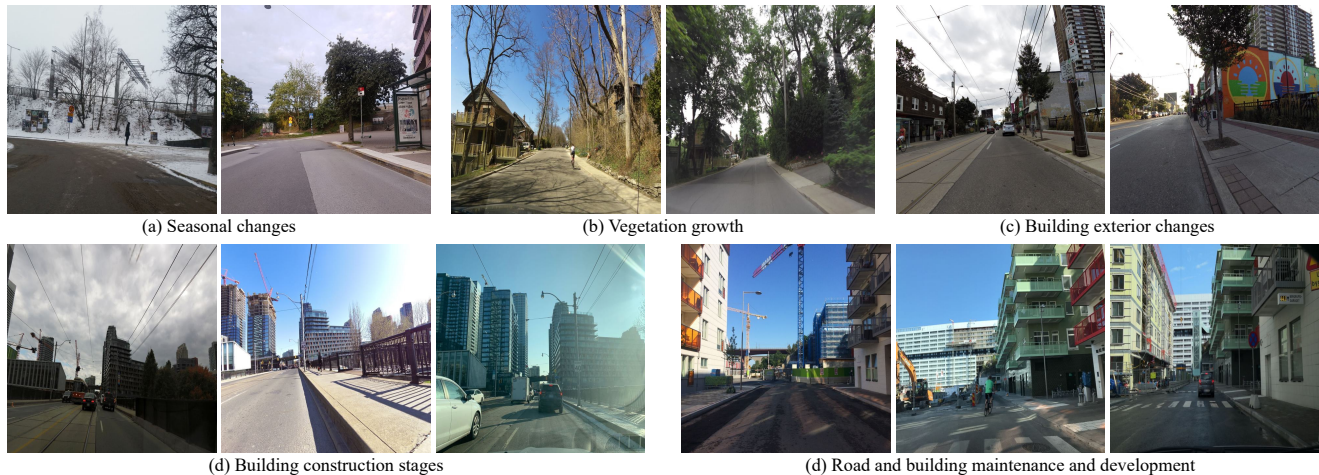 (a) Seasonal changes
(b) Vegetation growth
(c) Building exterior changes
(d) Building construction stages
(d) Road and building maintenance and development